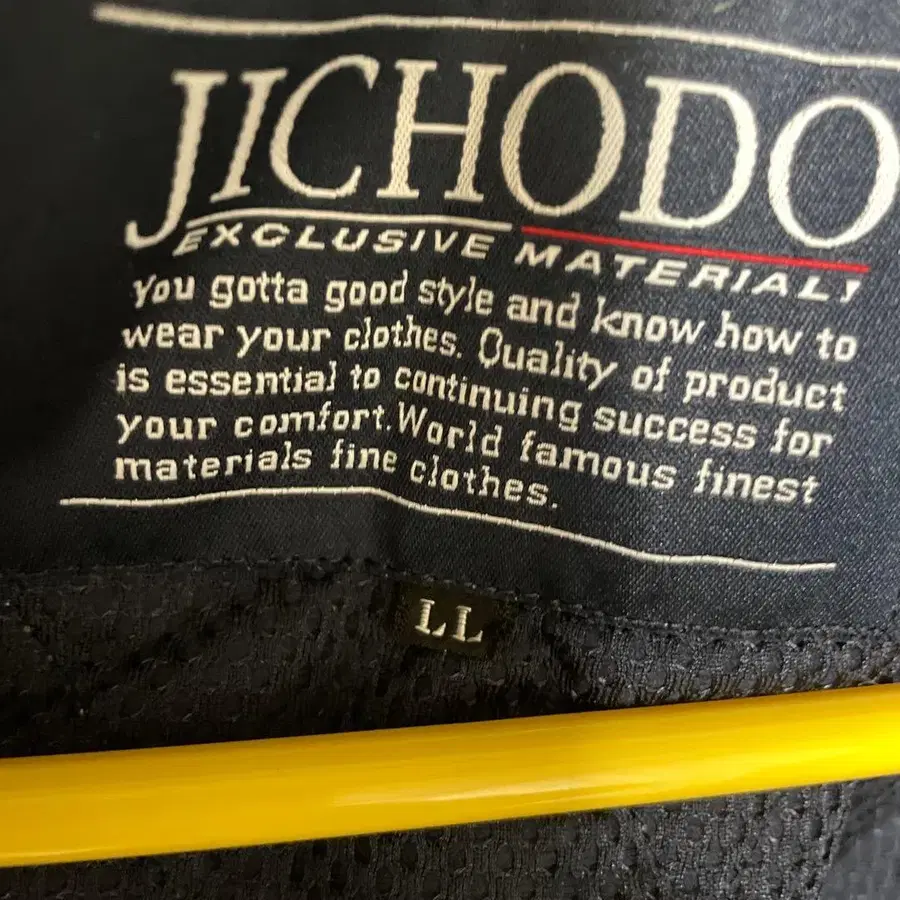 JICHODO
EXCLUSIVE MATERIAL!
You gotta good style and know how to
wear your clothes. Quality of product
is essential to continuing success for
your comfort.World famous finest
materials fine clothes.
LL